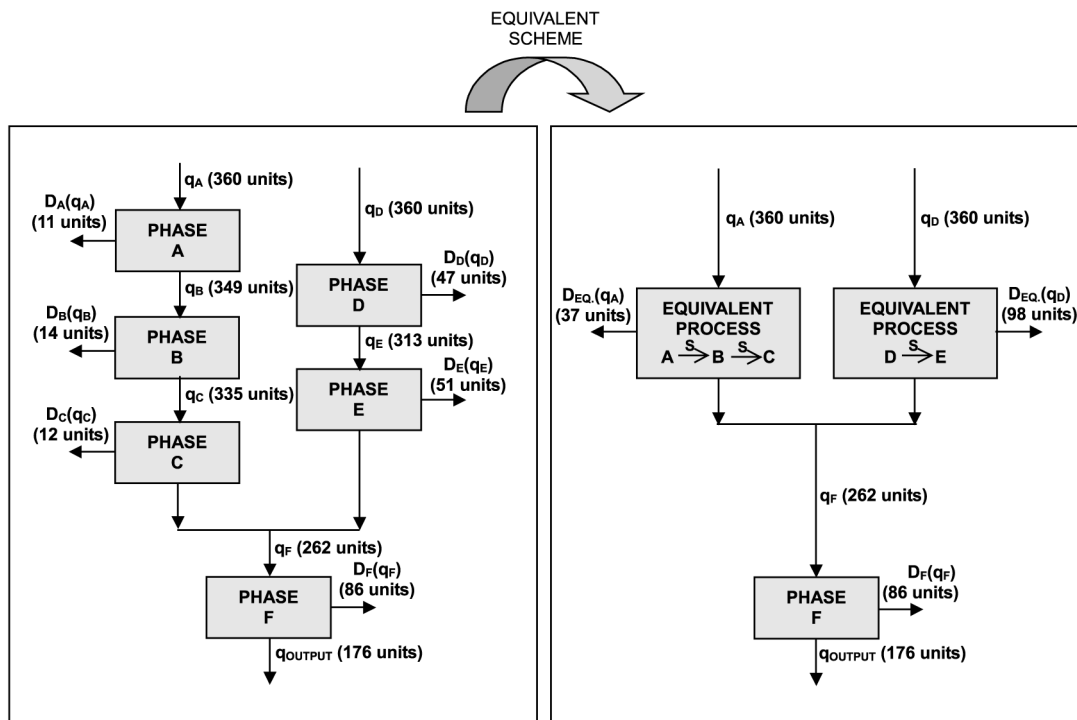 EQUIVALENT
SCHEME
qA (360 units)
DA(qA)
(11 units)
PHASE
A
qB (349 units)
DB(qB)
(14 units)
PHASE
B
qC (335 units)
DC(qC)
(12 units)
PHASE
C
qD (360 units)
PHASE
D
DD(qD)
(47 units)
qE (313 units)
PHASE
E
DE(qE)
(51 units)
qF (262 units)
PHASE
F
DF(qF)
(86 units)
qOUTPUT (176 units)
qA (360 units)
qD (360 units)
DEQ.(qA)
(37 units)
EQUIVALENT
PROCESS
A S B S C
EQUIVALENT
PROCESS
D S E
DEQ.(qD)
(98 units)
qF (262 units)
PHASE
F
DF(qF)
(86 units)
qOUTPUT (176 units)